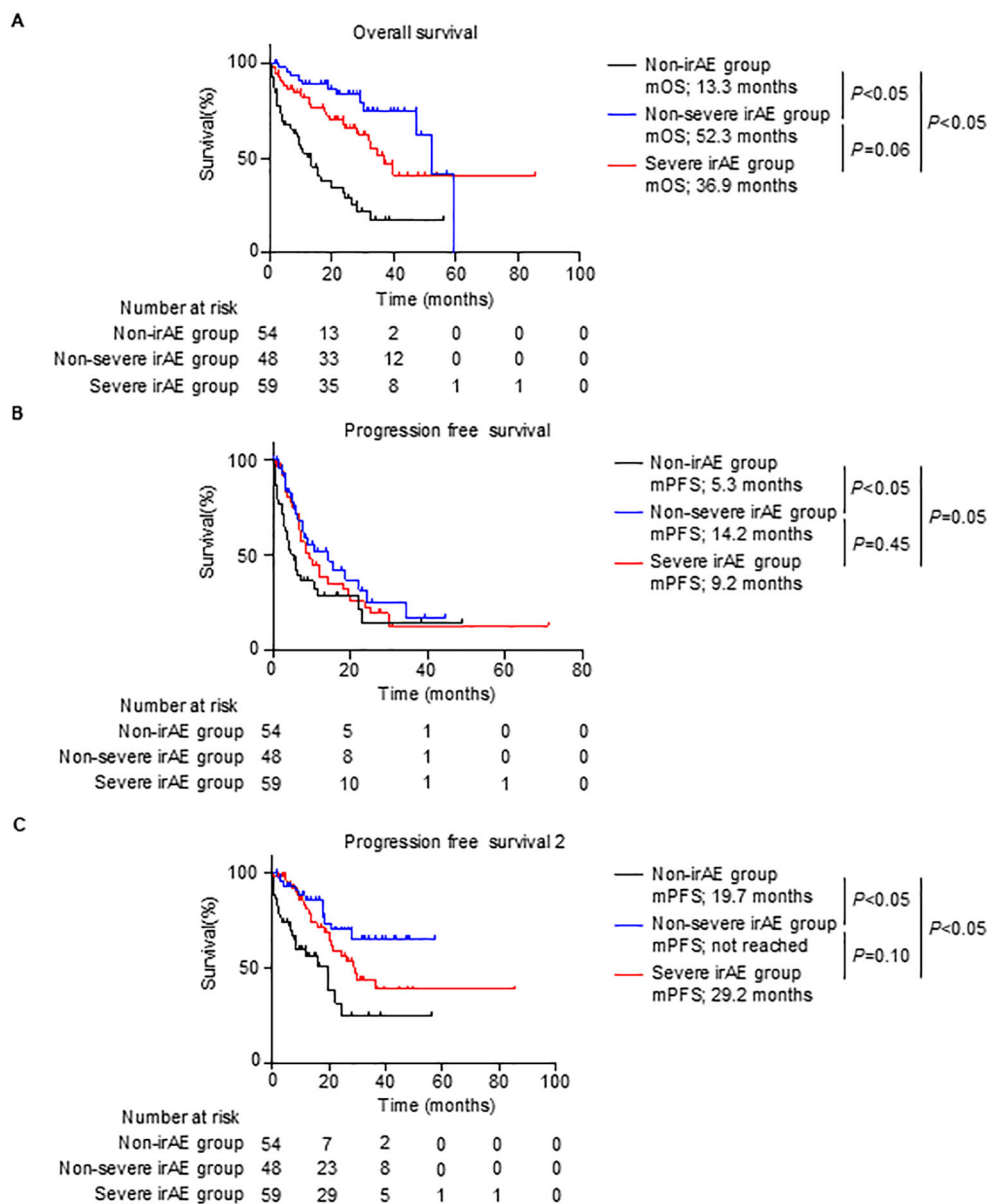 A
Overall survival
Survival(%)
100
50
0
0 20 40 60 80 100
Time (months)
Non-irAE group
mOS; 13.3 months
Non-severe irAE group
mOS; 52.3 months
Severe irAE group
mOS; 36.9 months
P<0.05
P=0.06
P<0.05
Number at risk
Non-irAE group 54 13 2 0 0 0
Non-severe irAE group 48 33 12 0 0 0
Severe irAE group 59 35 8 1 1 0
B
Progression free survival
Survival(%)
100
50
0
0 20 40 60 80
Time (months)
Non-irAE group
mPFS; 5.3 months
Non-severe irAE group
mPFS; 14.2 months
Severe irAE group
mPFS; 9.2 months
P<0.05
P=0.45
P=0.05
Number at risk
Non-irAE group 54 5 1 0 0
Non-severe irAE group 48 8 1 0 0
Severe irAE group 59 10 1 1 0
C
Progression free survival 2
Survival(%)
100
50
0
0 20 40 60 80 100
Time (months)
Non-irAE group
mPFS; 19.7 months
Non-severe irAE group
mPFS; not reached
Severe irAE group
mPFS; 29.2 months
P<0.05
P=0.10
P<0.05
Number at risk
Non-irAE group 54 7 2 0 0 0
Non-severe irAE group 48 23 8 0 0 0
Severe irAE group 59 29 5 1 1 0